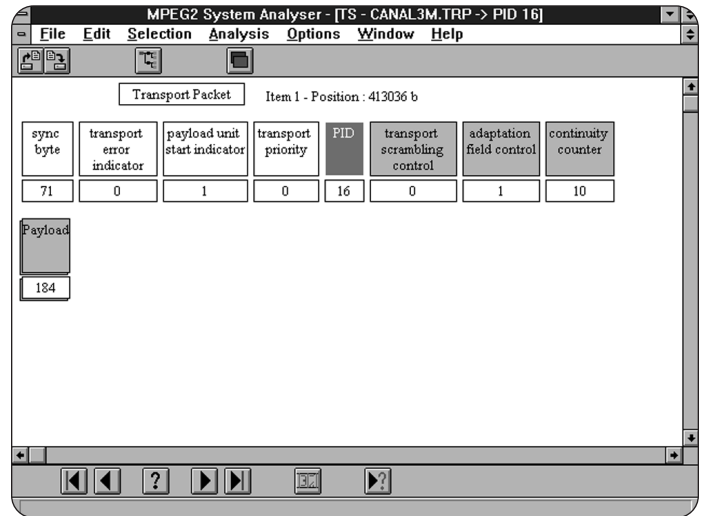 MPEG2 System Analyser - [TS - CANAL3M.TRP -> PID 16]
File Edit Selection Analysis Options Window Help
Transport Packet Item 1 - Position : 413036 b
sync byte
transport error indicator
payload unit start indicator
transport priority
PID
transport scrambling control
adaptation field control
continuity counter
71 0 1 0 16 0 1 10
Payload
184
? ?